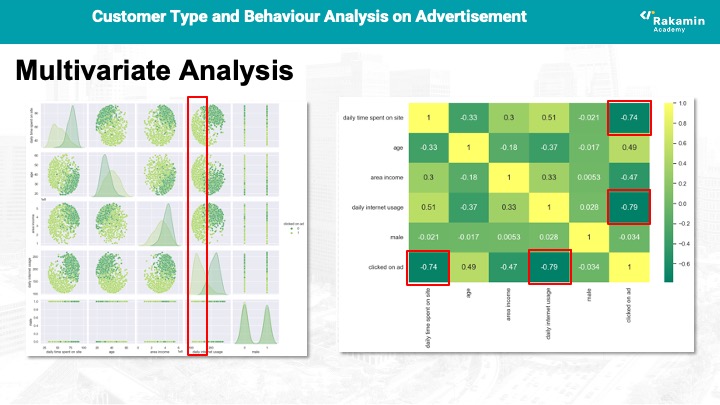 Customer Type and Behaviour Analysis on Advertisement
Rakamin
Academy
Multivariate Analysis
daily time spent on site
age
area income
daily internet usage
male
clicked on ad
0
1
daily time spent on site
age
area income
daily internet usage
male
daily time spent on site 1 -0.33 0.3 0.51 -0.021 -0.74
age -0.33 1 -0.18 -0.37 -0.017 0.49
area income 0.3 -0.18 1 0.33 0.0053 -0.47
daily internet usage 0.51 -0.37 0.33 1 0.028 -0.79
male -0.021 -0.017 0.0053 0.028 1 -0.034
clicked on ad -0.74 0.49 -0.47 -0.79 -0.034 1
daily time spent on site
age
area income
daily internet usage
male
clicked on ad
1.0
0.8
0.6
0.4
0.2
0.0
-0.2
-0.4
-0.6